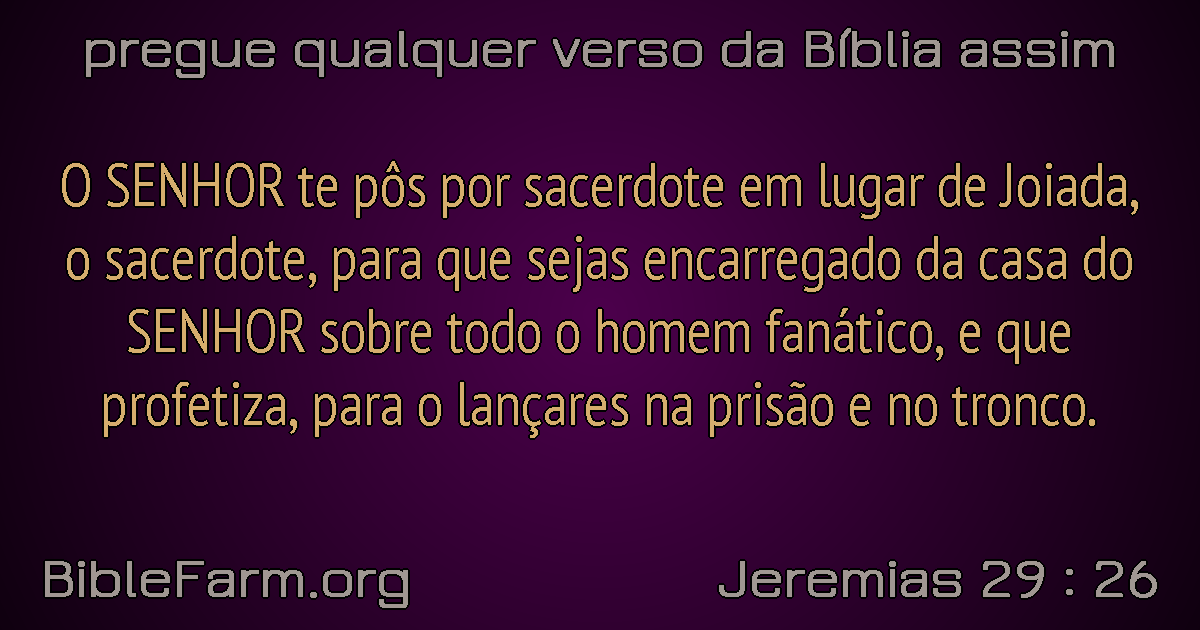 pregue qualquer verso da Bíblia assim
O SENHOR te pôs por sacerdote em lugar de Joiada,
o sacerdote, para que sejas encarregado da casa do
SENHOR sobre todo o homem fanático, e que
profetiza, para o lançares na prisão e no tronco.
BibleFarm.org
Jeremias 29 : 26